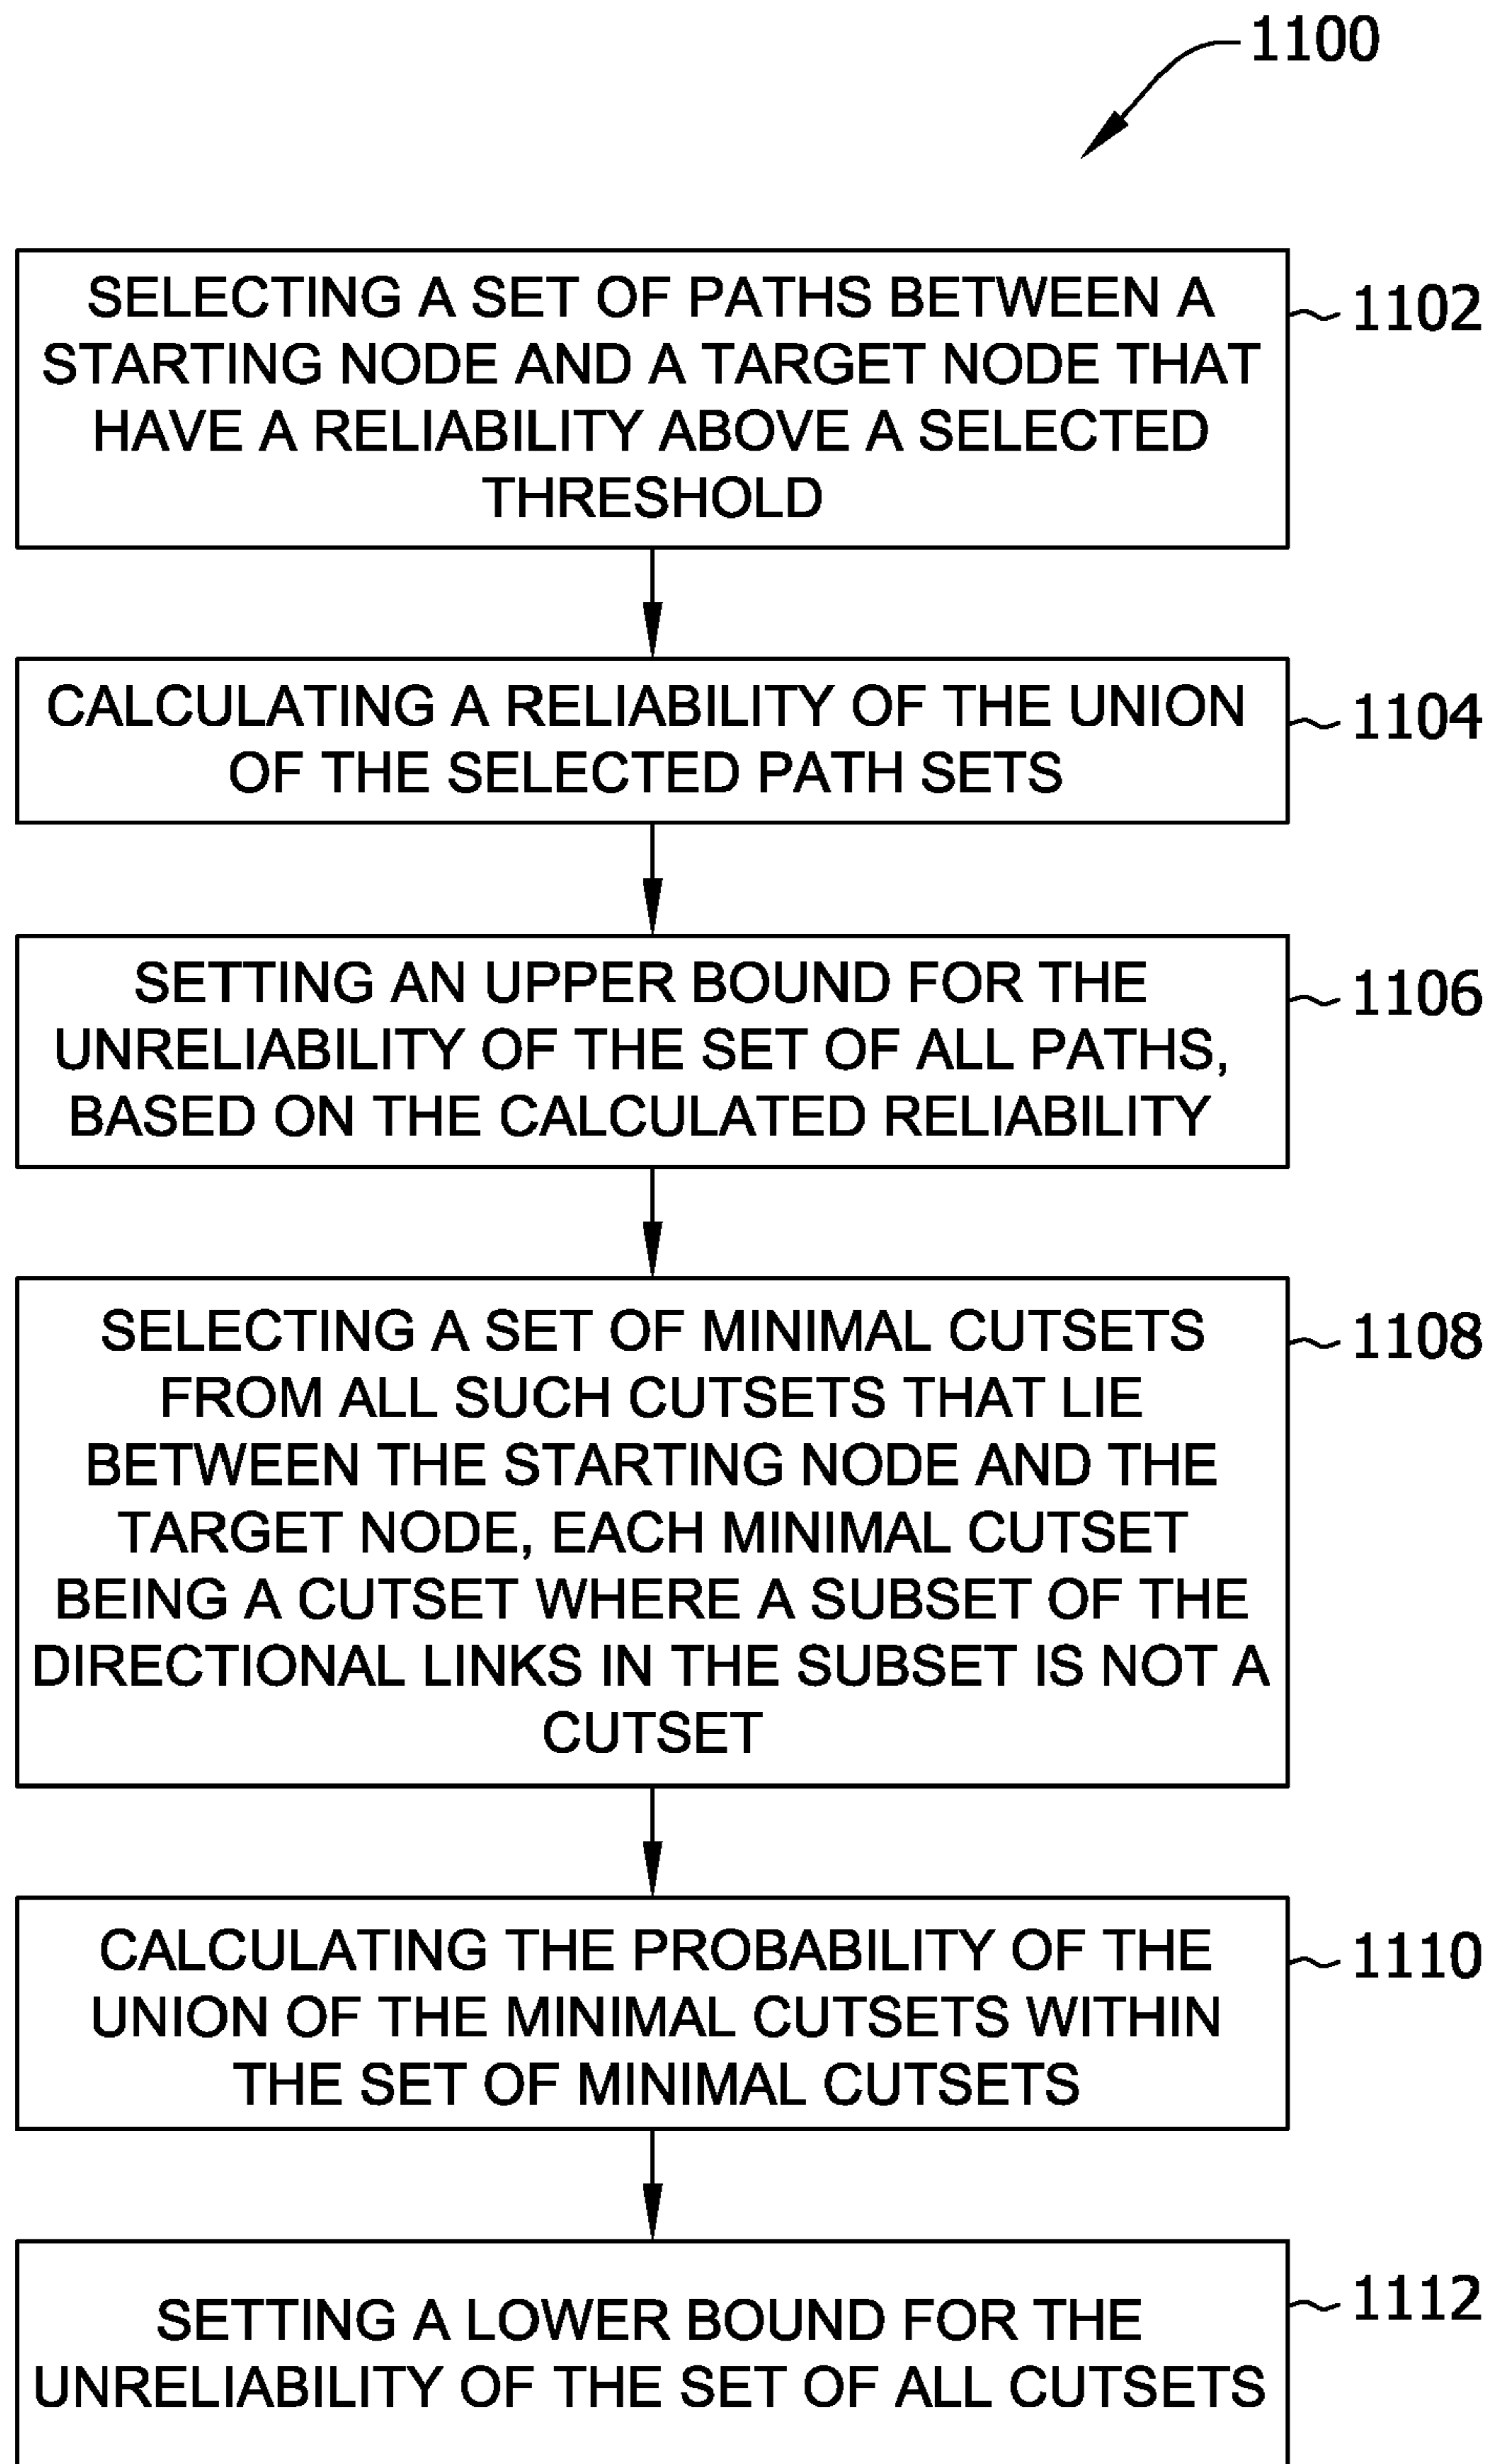 1100
SELECTING A SET OF PATHS BETWEEN A
STARTING NODE AND A TARGET NODE THAT
HAVE A RELIABILITY ABOVE A SELECTED
THRESHOLD
1102
CALCULATING A RELIABILITY OF THE UNION
OF THE SELECTED PATH SETS
1104
SETTING AN UPPER BOUND FOR THE
UNRELIABILITY OF THE SET OF ALL PATHS,
BASED ON THE CALCULATED RELIABILITY
1106
SELECTING A SET OF MINIMAL CUTSETS
FROM ALL SUCH CUTSETS THAT LIE
BETWEEN THE STARTING NODE AND THE
TARGET NODE, EACH MINIMAL CUTSET
BEING A CUTSET WHERE A SUBSET OF THE
DIRECTIONAL LINKS IN THE SUBSET IS NOT A
CUTSET
1108
CALCULATING THE PROBABILITY OF THE
UNION OF THE MINIMAL CUTSETS WITHIN
THE SET OF MINIMAL CUTSETS
1110
SETTING A LOWER BOUND FOR THE
UNRELIABILITY OF THE SET OF ALL CUTSETS
1112